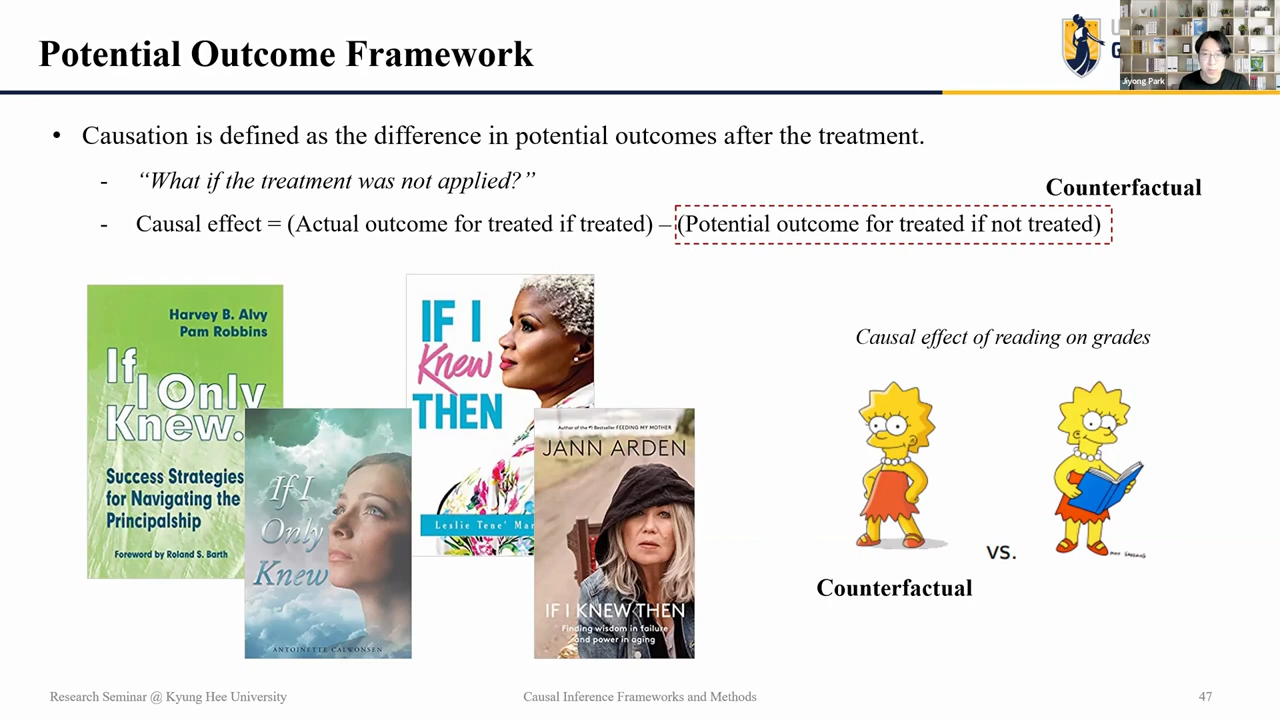 Potential Outcome Framework
Jiyong Park
• Causation is defined as the difference in potential outcomes after the treatment.
- “What if the treatment was not applied?”
Counterfactual
- Causal effect = (Actual outcome for treated if treated) – (Potential outcome for treated if not treated)
Harvey B. Alvy
Pam Robbins
If
I Only
Knew.
Success Strategies
for Navigating the
Principalship
Foreword by Roland S. Barth
If I
Only
Knew
ANTOINETTE CALWONSEN
IF I
Knew
THEN
Leslie Tene'
Author of the #1 Bestseller FEEDING MY MOTHER
JANN ARDEN
IF I KNEW THEN
Finding wisdom in failure
and power in aging
Causal effect of reading on grades
vs.
Counterfactual
Research Seminar @ Kyung Hee University
Causal Inference Frameworks and Methods
47